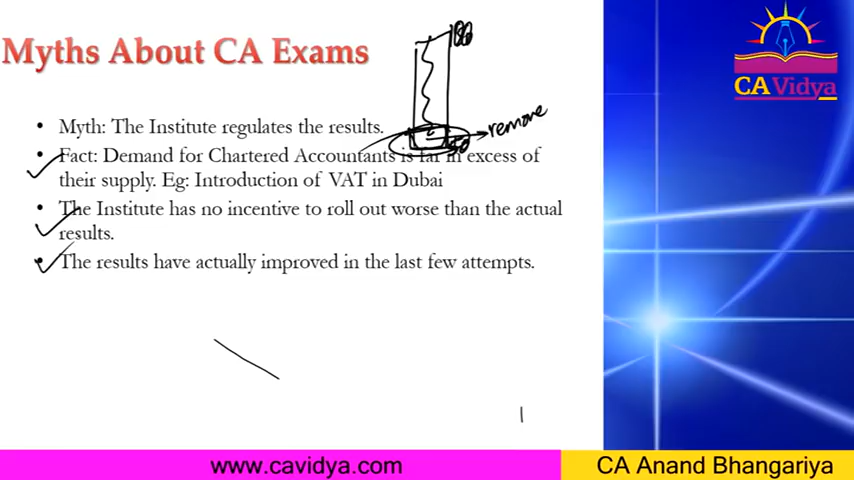 Myths About CA Exams
100
remove
50
• Myth: The Institute regulates the results.
• Fact: Demand for Chartered Accountants is far in excess of
their supply. Eg: Introduction of VAT in Dubai
• The Institute has no incentive to roll out worse than the actual
results.
• The results have actually improved in the last few attempts.
CA Vidya
www.cavidya.com
CA Anand Bhangariya